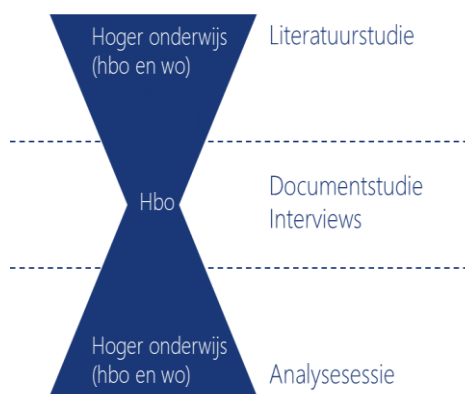 Hoger onderwijs
(hbo en wo)
Literatuurstudie
Hbo
Documentstudie
Interviews
Hoger onderwijs
(hbo en wo)
Analysesessie